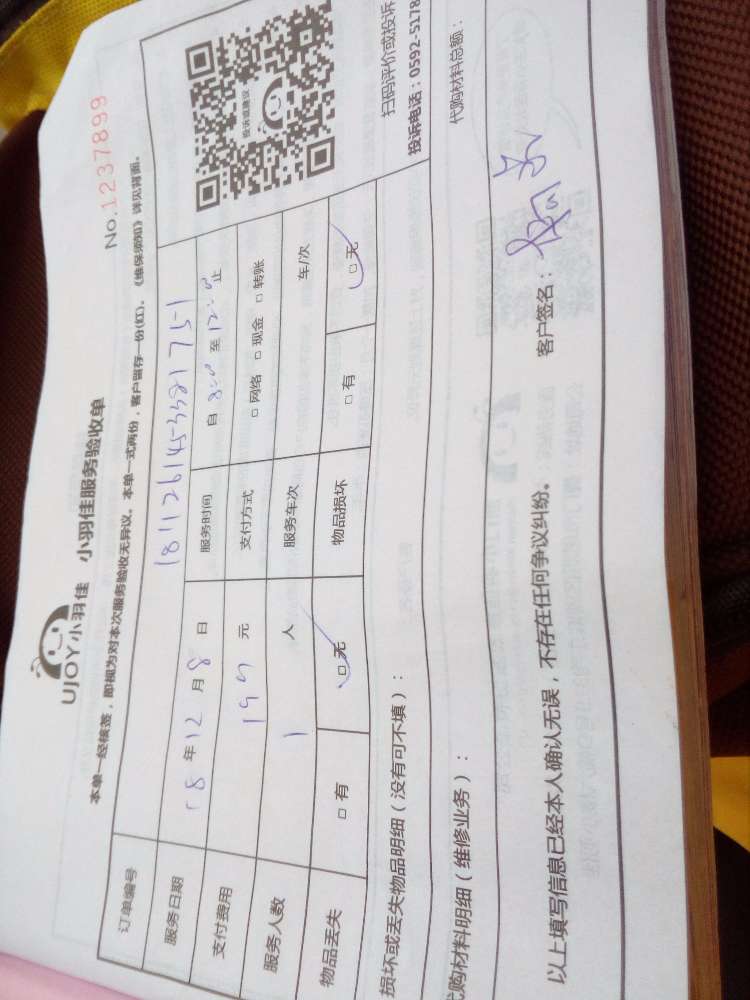 UJOY小羽佳 小羽佳服务验收单
No.1237899
本单一经核签，即视为对本次服务验收无异议。本单一式两份，客户留存一份(红)。《维保须知》详见背面。
订单编号 181126145338175-1
服务日期 18年12月8日 服务时间 自8:00至12:00止
支付费用 199元 支付方式 □网络 □现金 □转账
服务人数 1人 服务车次 车/次
物品丢失 □有 □无 物品损坏 □有 □无
投诉或建议
扫码评价或投诉
投诉电话：0592-5178
损坏或丢失物品明细（没有可不填）：
代购材料明细（维修业务）： 代购材料总额：
以上填写信息已经本人确认无误，不存在任何争议纠纷。 客户签名：